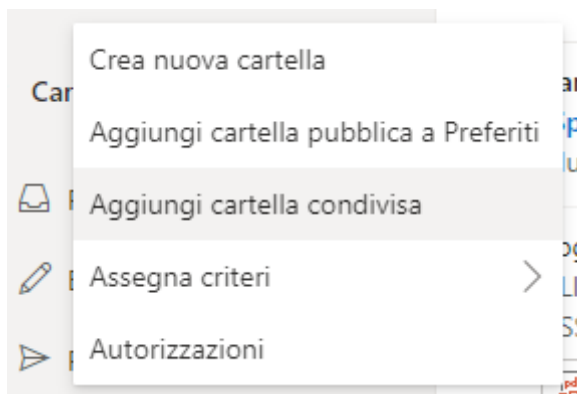 Crea nuova cartella
Aggiungi cartella pubblica a Preferiti
Aggiungi cartella condivisa
Assegna criteri
Autorizzazioni